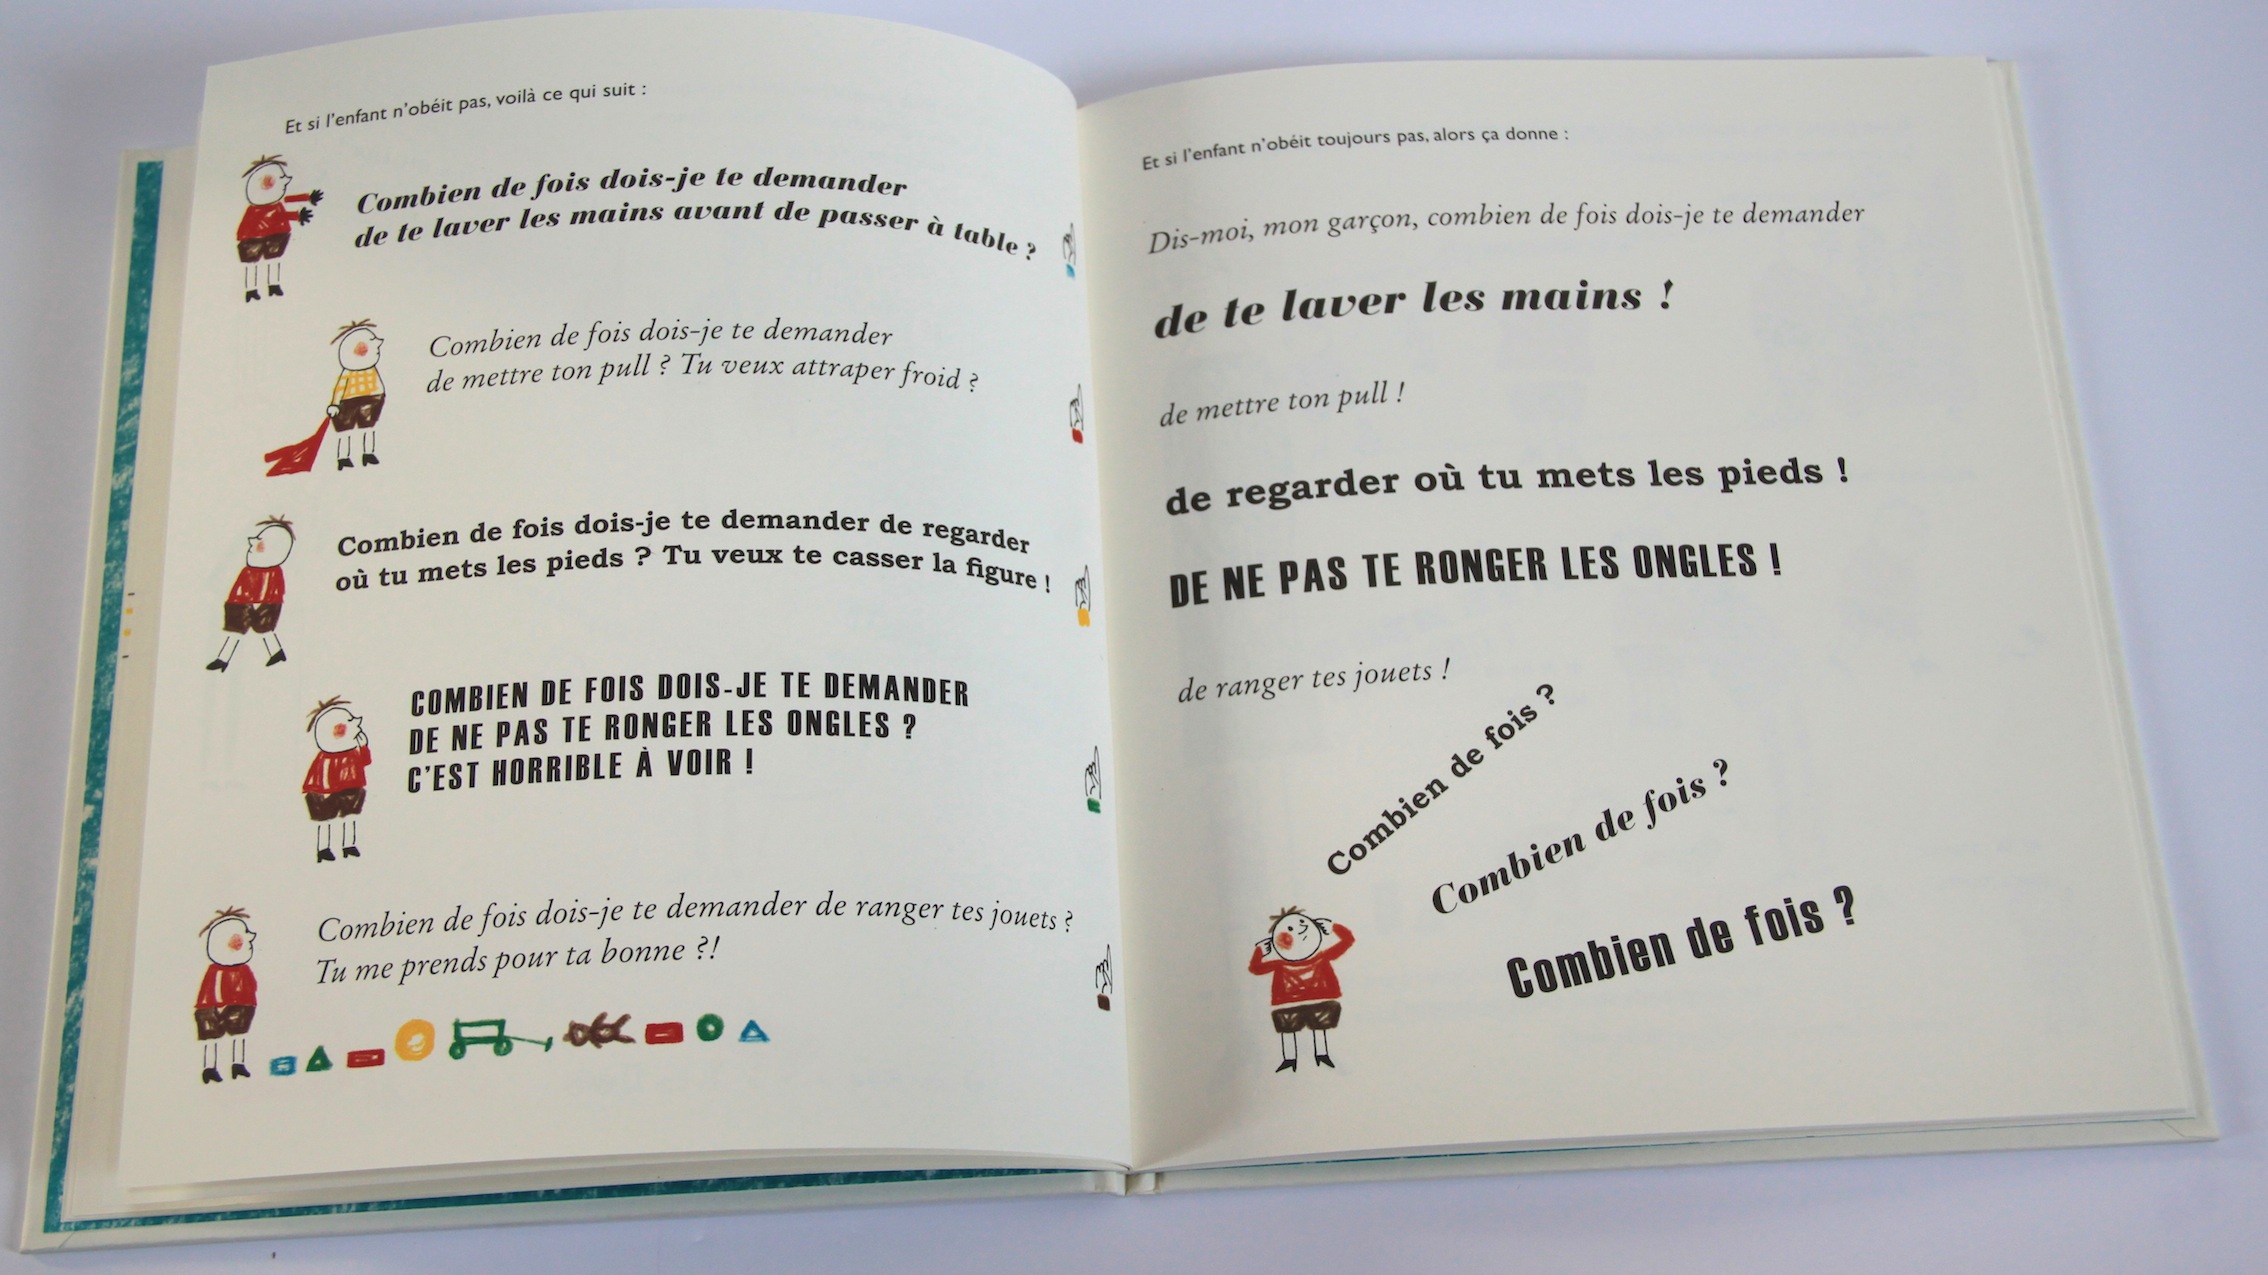 Et si l'enfant n'obéit pas, voilà ce qui suit :
Combien de fois dois-je te demander
de te laver les mains avant de passer à table ?
Combien de fois dois-je te demander
de mettre ton pull ? Tu veux attraper froid ?
Combien de fois dois-je te demander de regarder
où tu mets les pieds ? Tu veux te casser la figure !
COMBIEN DE FOIS DOIS-JE TE DEMANDER
DE NE PAS TE RONGER LES ONGLES ?
C'EST HORRIBLE À VOIR !
Combien de fois dois-je te demander de ranger tes jouets ?
Tu me prends pour ta bonne ?!
Et si l'enfant n'obéit toujours pas, alors ça donne :
Dis-moi, mon garçon, combien de fois dois-je te demander
de te laver les mains !
de mettre ton pull !
de regarder où tu mets les pieds !
DE NE PAS TE RONGER LES ONGLES !
de ranger tes jouets !
Combien de fois ?
Combien de fois ?
Combien de fois ?